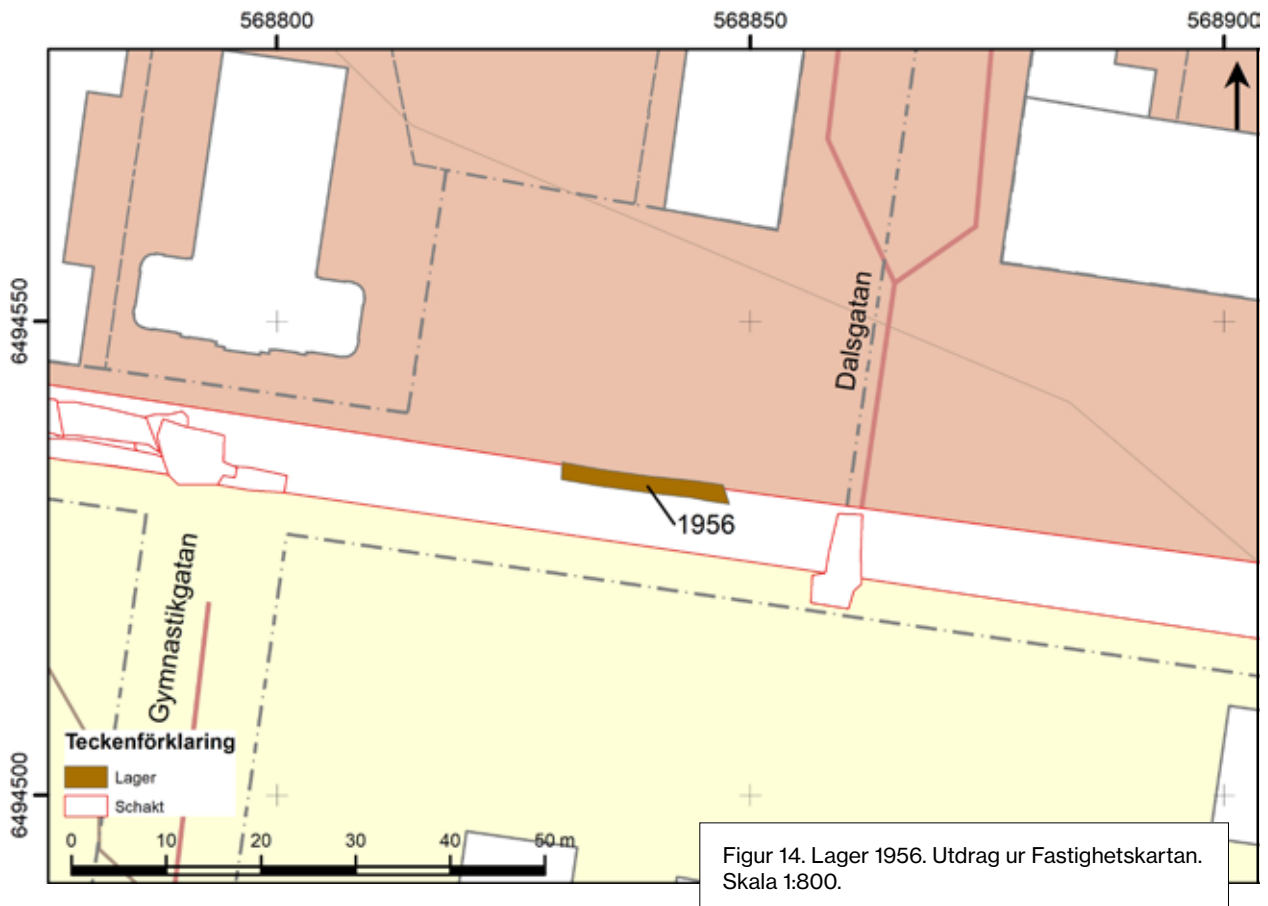 568800
568850
568900
6494550
Dalsgatan
1956
Gymnastikgatan
Teckenförklaring
Lager
Schakt
6494500
0 10 20 30 40 50 m
Figur 14. Lager 1956. Utdrag ur Fastighetskartan.
Skala 1:800.